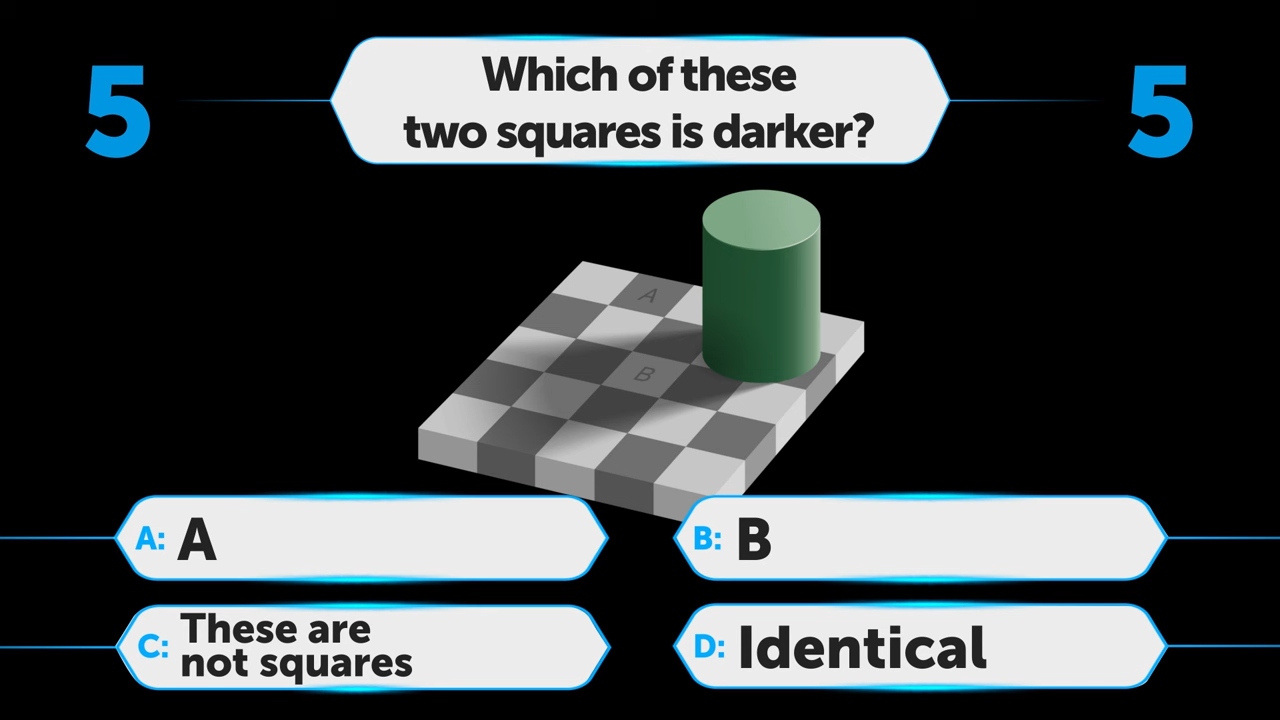 5
Which of these
two squares is darker?
5
A
B
A: A
B: B
C: These are
not squares
D: Identical